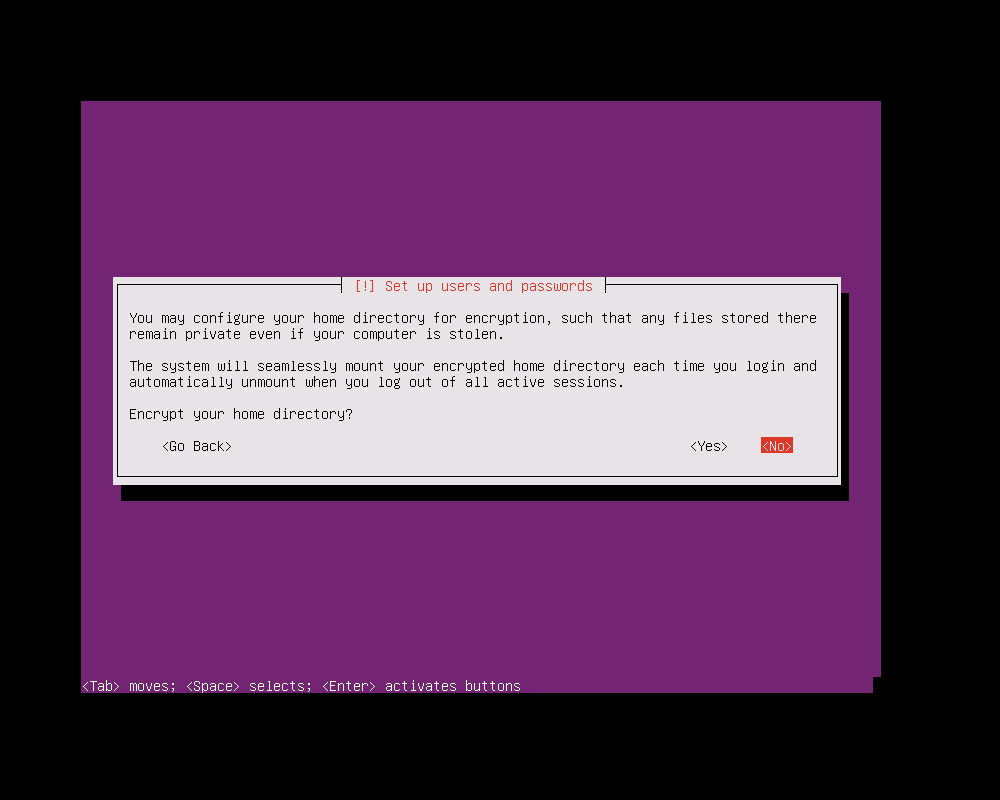 [!] Set up users and passwords
You may configure your home directory for encryption, such that any files stored there
remain private even if your computer is stolen.
The system will seamlessly mount your encrypted home directory each time you login and
automatically unmount when you log out of all active sessions.
Encrypt your home directory?
<Go Back> <Yes> <No>
<Tab> moves; <Space> selects; <Enter> activates buttons